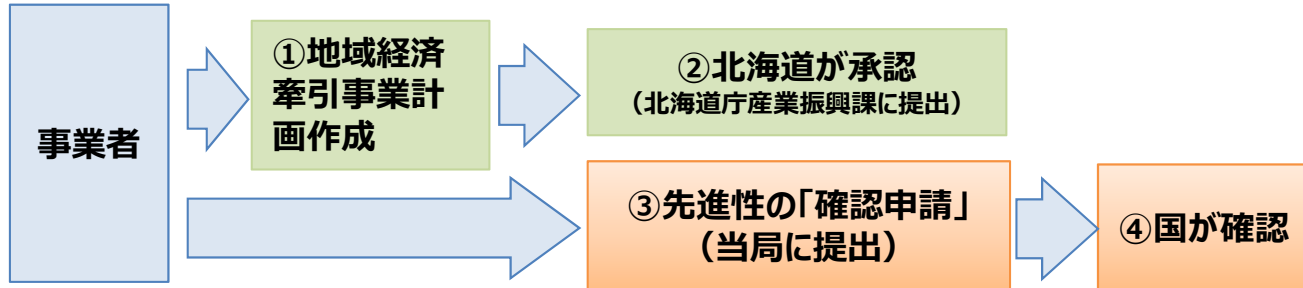 事業者
①地域経済
牽引事業計
画作成
②北海道が承認
（北海道庁産業振興課に提出）
③先進性の「確認申請」
（当局に提出）
④国が確認